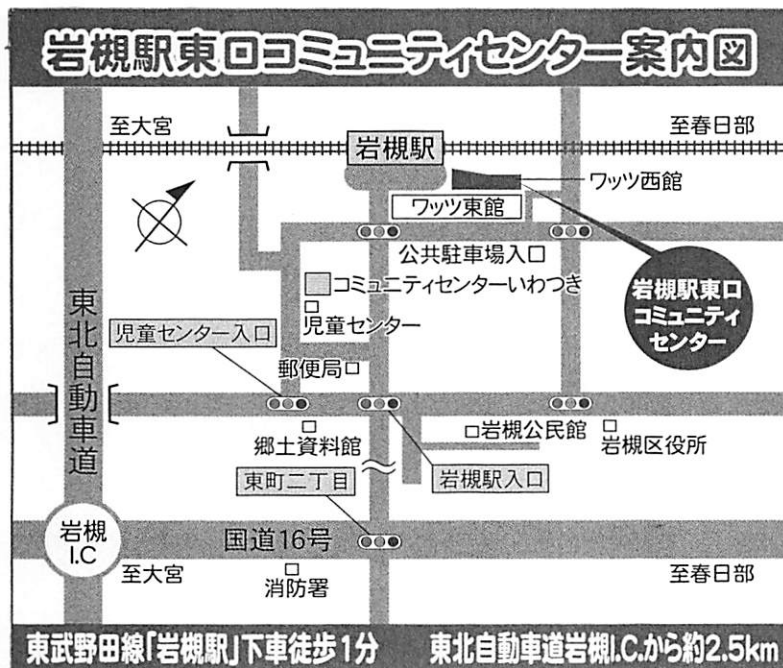 岩槻駅東口コミュニティセンター案内図
至大宮
至春日部
岩槻駅
ワッツ西館
ワッツ東館
公共駐車場入口
コミュニティセンターいわつき
岩槻駅東口
コミュニティ
センター
児童センター
東北自動車道
児童センター入口
郵便局
郷土資料館
岩槻公民館
岩槻区役所
東町二丁目
岩槻駅入口
岩槻
I.C
国道16号
至大宮
消防署
至春日部
東武野田線「岩槻駅」下車徒歩1分
東北自動車道岩槻I.C.から約2.5km